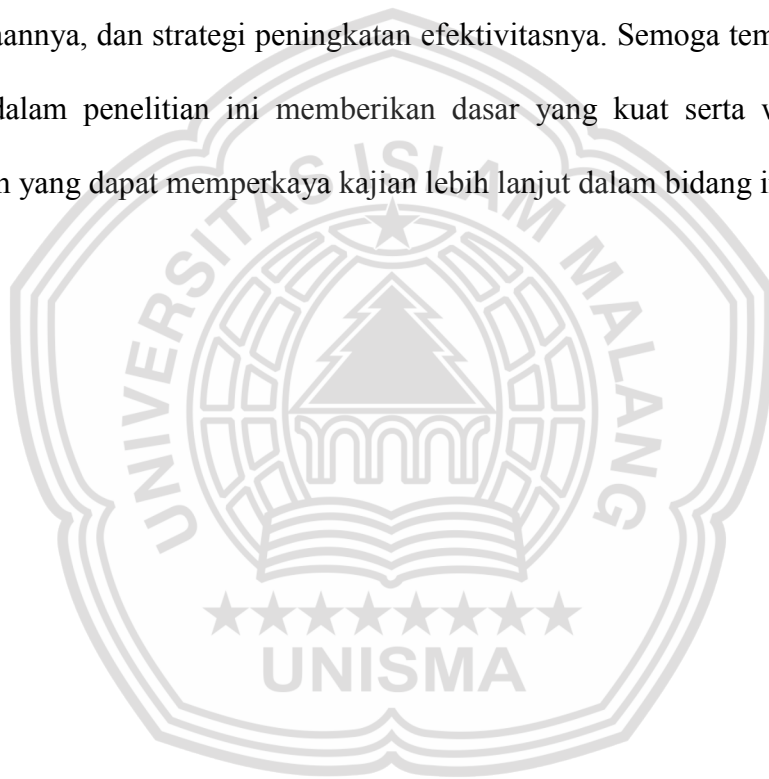 aannya, dan strategi peningkatan efektivitasnya. Semoga tem
dalam penelitian ini memberikan dasar yang kuat serta w
n yang dapat memperkaya kajian lebih lanjut dalam bidang i
UNIVERSITAS ISLAM MALANG
UNISMA